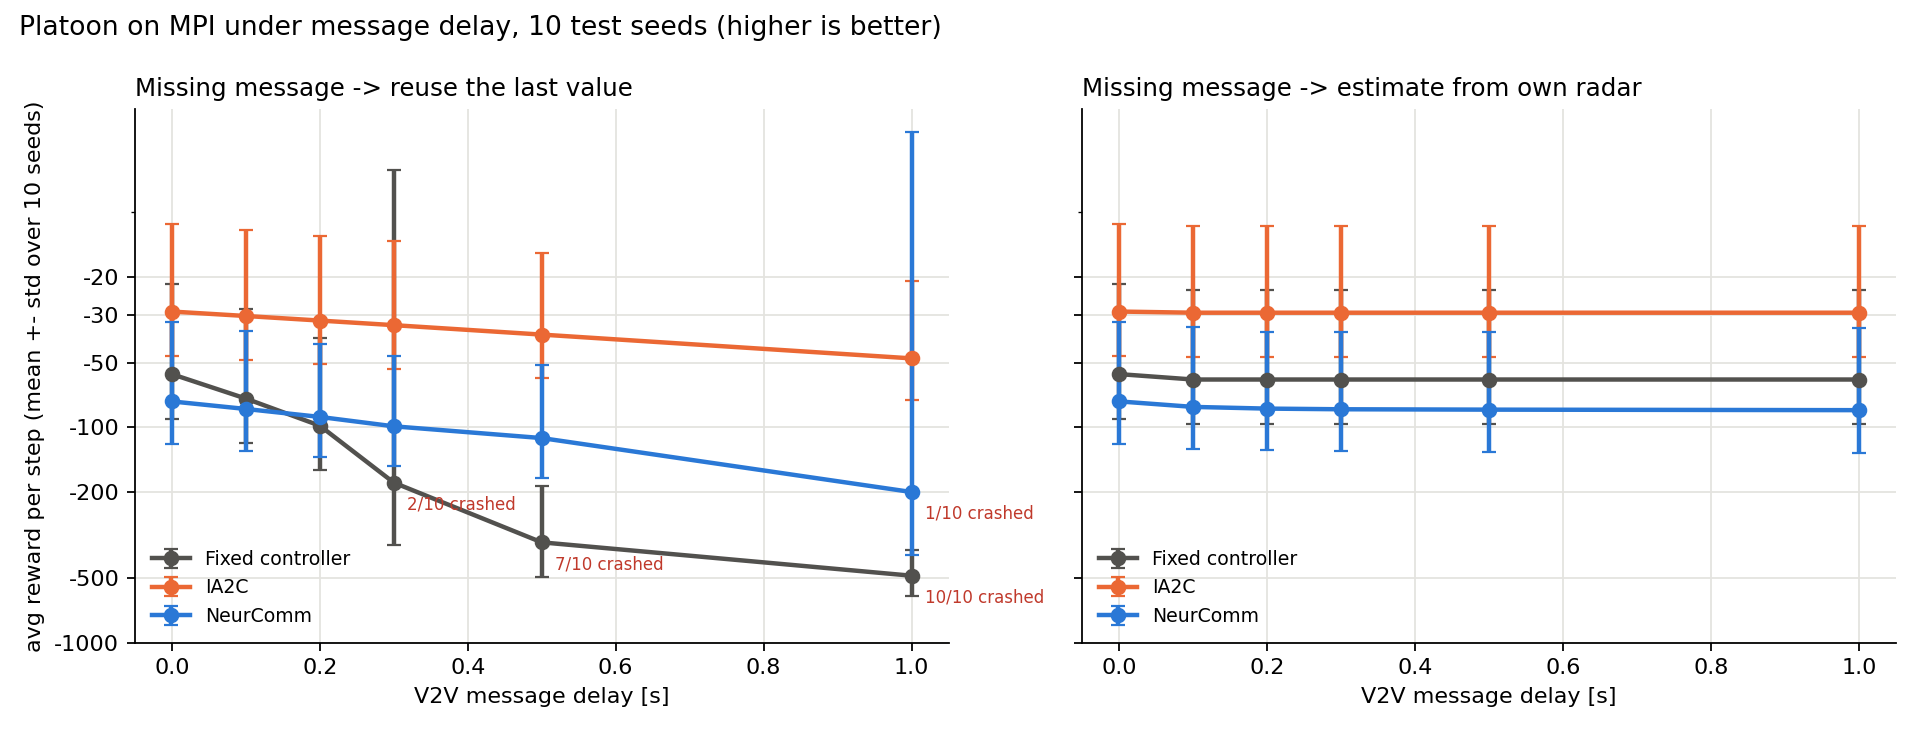 Platoon on MPI under message delay, 10 test seeds (higher is better)
Missing message -> reuse the last value
avg reward per step (mean +- std over 10 seeds)
-20
-30
-50
-100
-200
-500
-1000
2/10 crashed
7/10 crashed
1/10 crashed
10/10 crashed
Fixed controller
IA2C
NeurComm
0.0 0.2 0.4 0.6 0.8 1.0
V2V message delay [s]
Missing message -> estimate from own radar
Fixed controller
IA2C
NeurComm
0.0 0.2 0.4 0.6 0.8 1.0
V2V message delay [s]